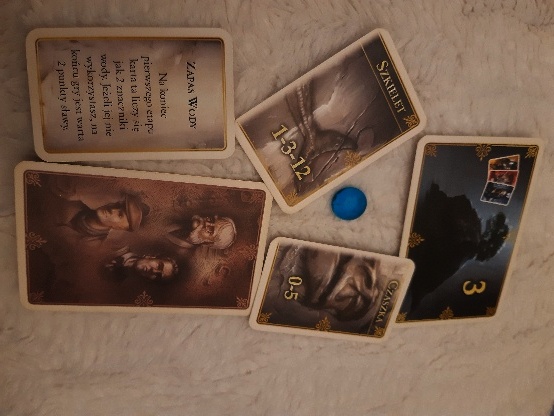 ZAPAS WODY
Na koniec
pierwszego etapu
karta ta liczy się
jak 2 znaczniki
wody. Jeżeli jej nie
wykorzystasz, na
końcu gry jest warta
2 punkty sławy.
SZKIELET
1-3-12
CZASZKA
0-5
3